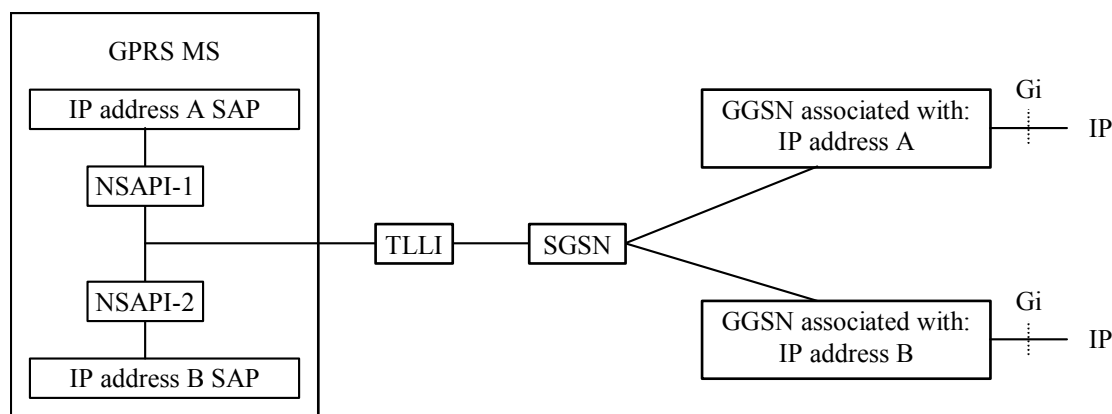 GPRS MS
IP address A SAP
NSAPI-1
NSAPI-2
IP address B SAP
TLLI
SGSN
GGSN associated with:
IP address A
Gi
IP
GGSN associated with:
IP address B
Gi
IP